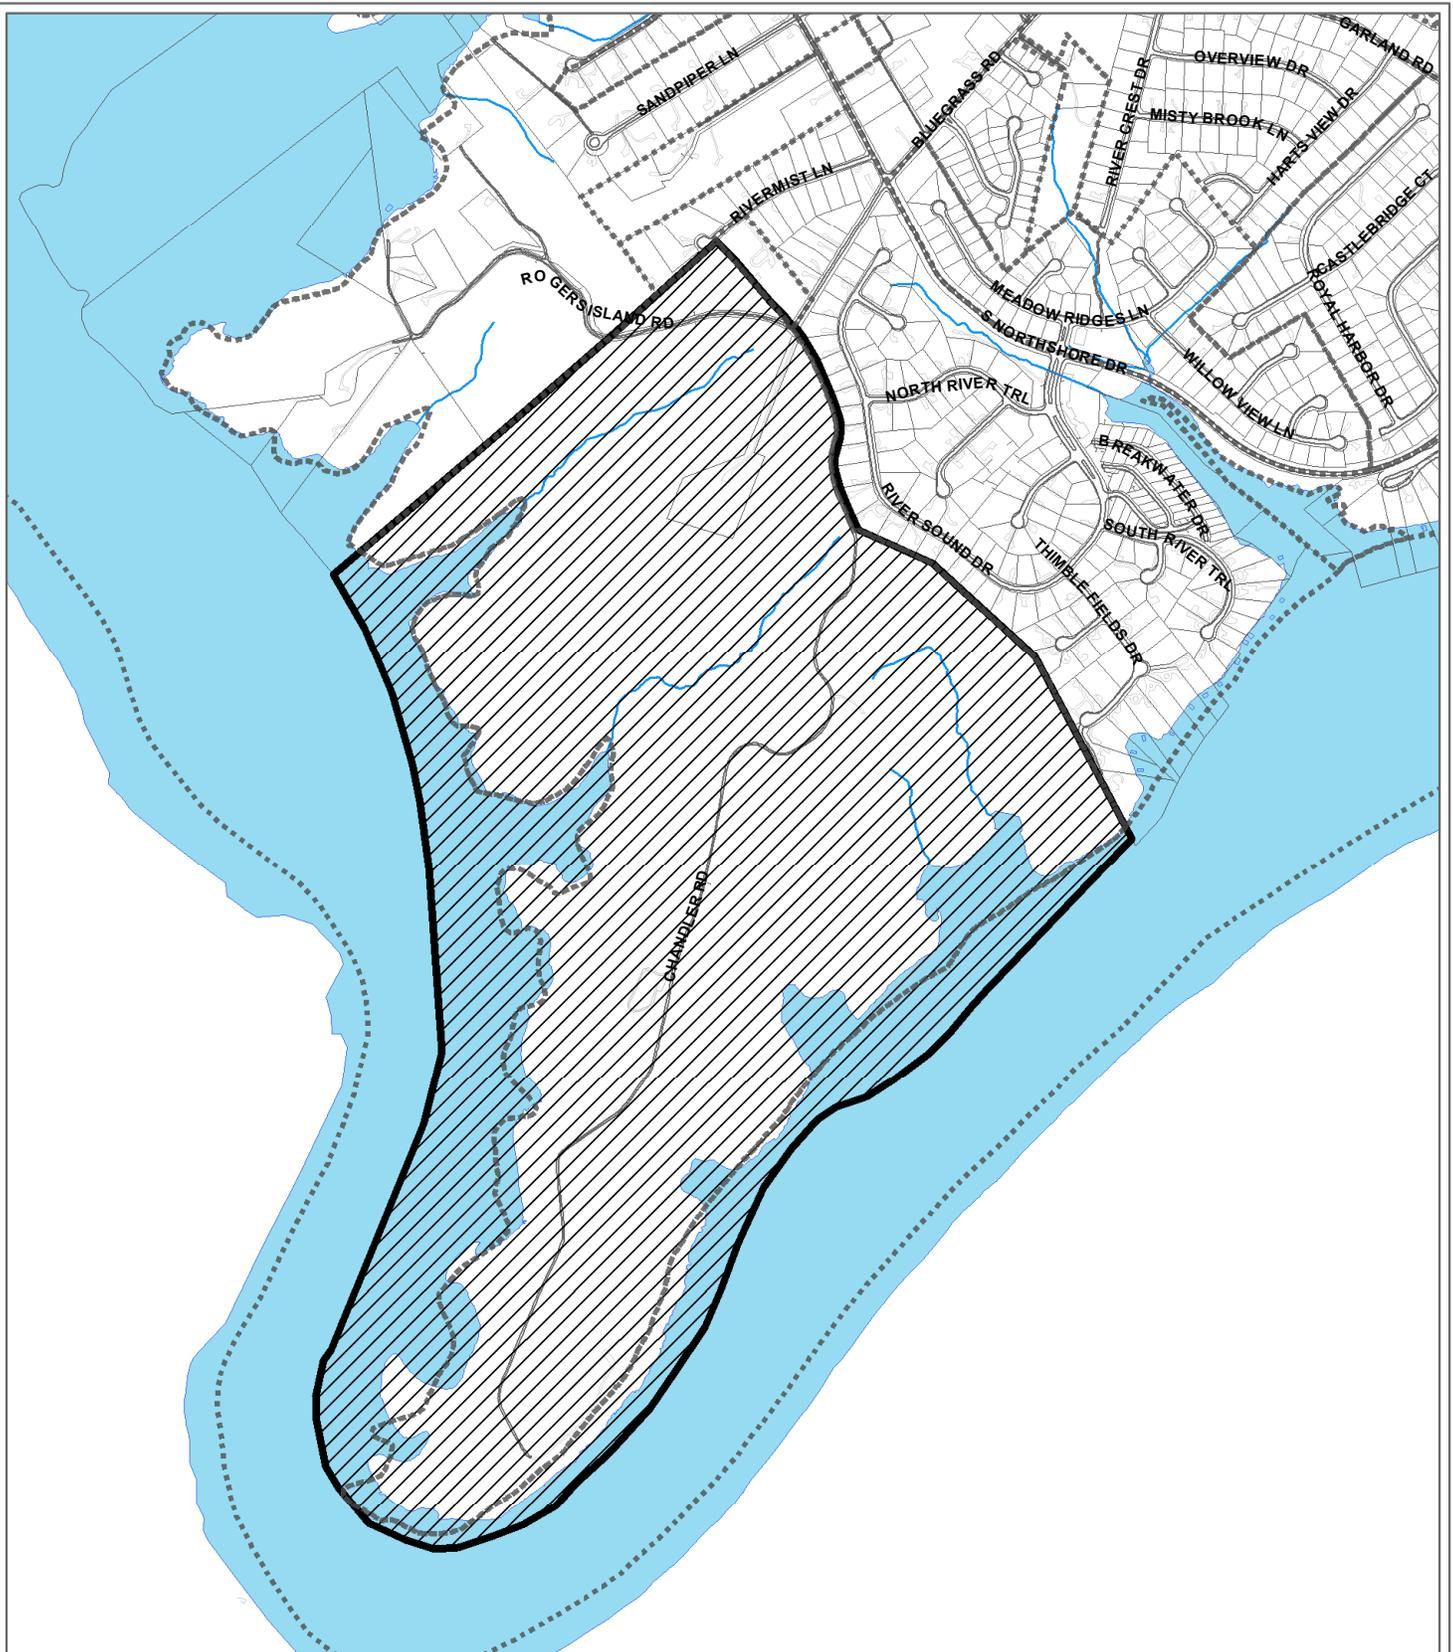 GARLAND RD
OVERVIEW DR
SANDPIPER LN
BLUEGRASS RD
RIVER CREST DR
MISTY BROOK LN
HARTS-VIEW DR
RIVERMIST LN
CASTLEBRIDGE CT
ROGERS ISLAND RD
MEADOW RIDGES LN
S NORTHSHORE DR
ROYAL HARBOR DR
NORTH RIVER TRL
WILLOW VIEW LN
BREAKWATER DR
RIVER SOUND DR
SOUTH RIVER TRL
THIMBLE FIELDS DR
CHANDLER RD